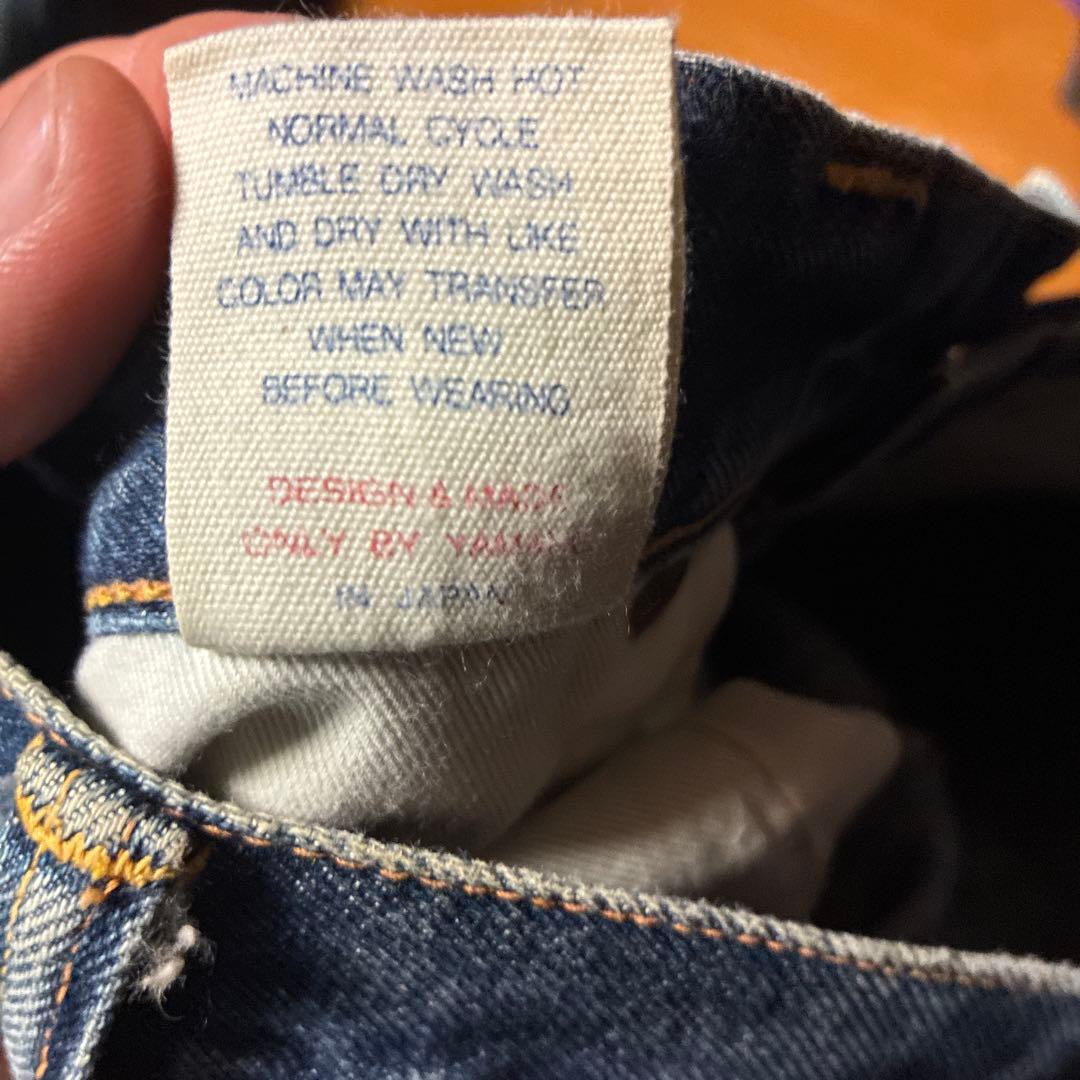 MACHINE WASH HOT
NORMAL CYCLE
TUMBLE DRY WASH
AND DRY WITH LIKE
COLOR MAY TRANSFER
WHEN NEW
BEFORE WEARING
DESIGN & MADE
ONLY BY
IN JAPAN